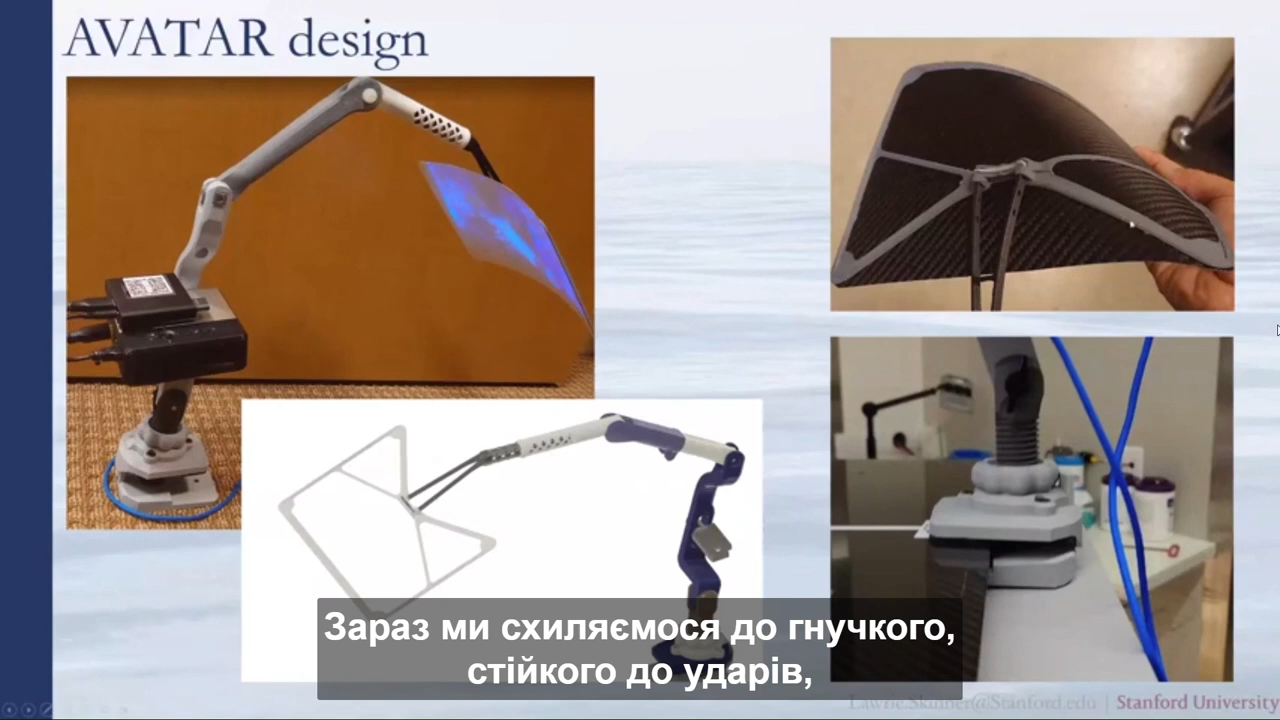 AVATAR design
Зараз ми схиляємося до гнучкого,
стійкого до ударів,
Lawrie.Skinner@Stanford.edu | Stanford University